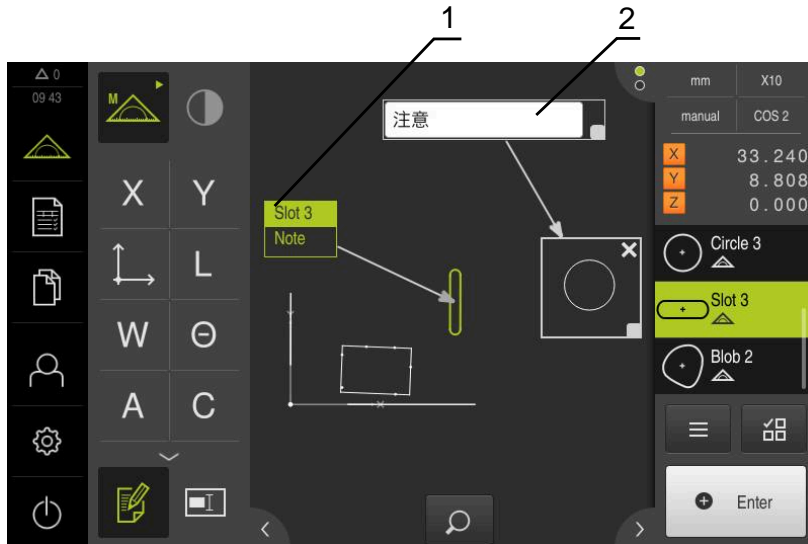 1
2
0
09 43
M
X
Y
L
W
Θ
A
C
注意
Slot 3
Note
mm
X10
manual
COS 2
X
33.240
Y
8.808
Z
0.000
Circle 3
Slot 3
Blob 2
Enter